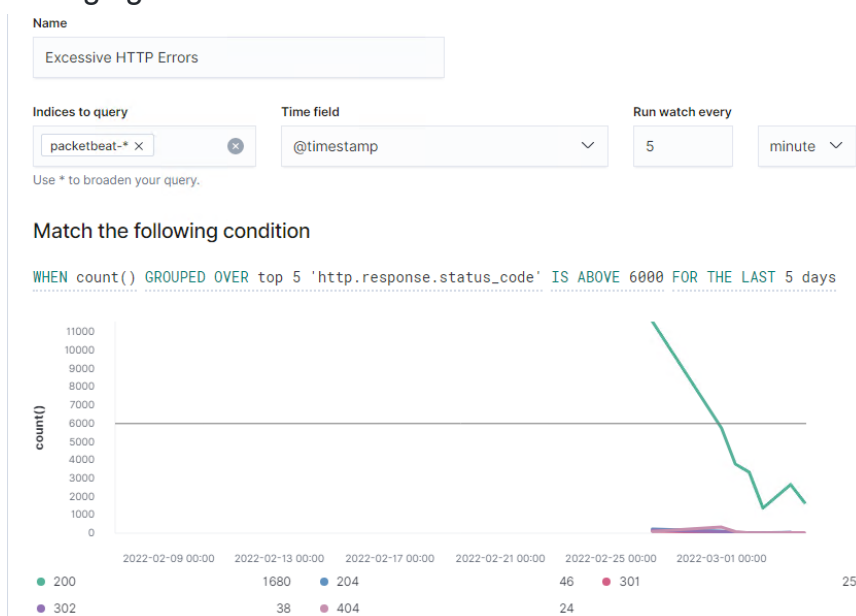 Name
Excessive HTTP Errors
Indices to query Time field Run watch every
packetbeat-* × @timestamp 5 minute
Use * to broaden your query.
Match the following condition
WHEN count() GROUPED OVER top 5 'http.response.status_code' IS ABOVE 6000 FOR THE LAST 5 days
11000
10000
9000
8000
7000
6000
5000
4000
3000
2000
1000
0
count()
2022-02-09 00:00 2022-02-13 00:00 2022-02-17 00:00 2022-02-21 00:00 2022-02-25 00:00 2022-03-01 00:00
200 1680 204 46 301 25
302 38 404 24